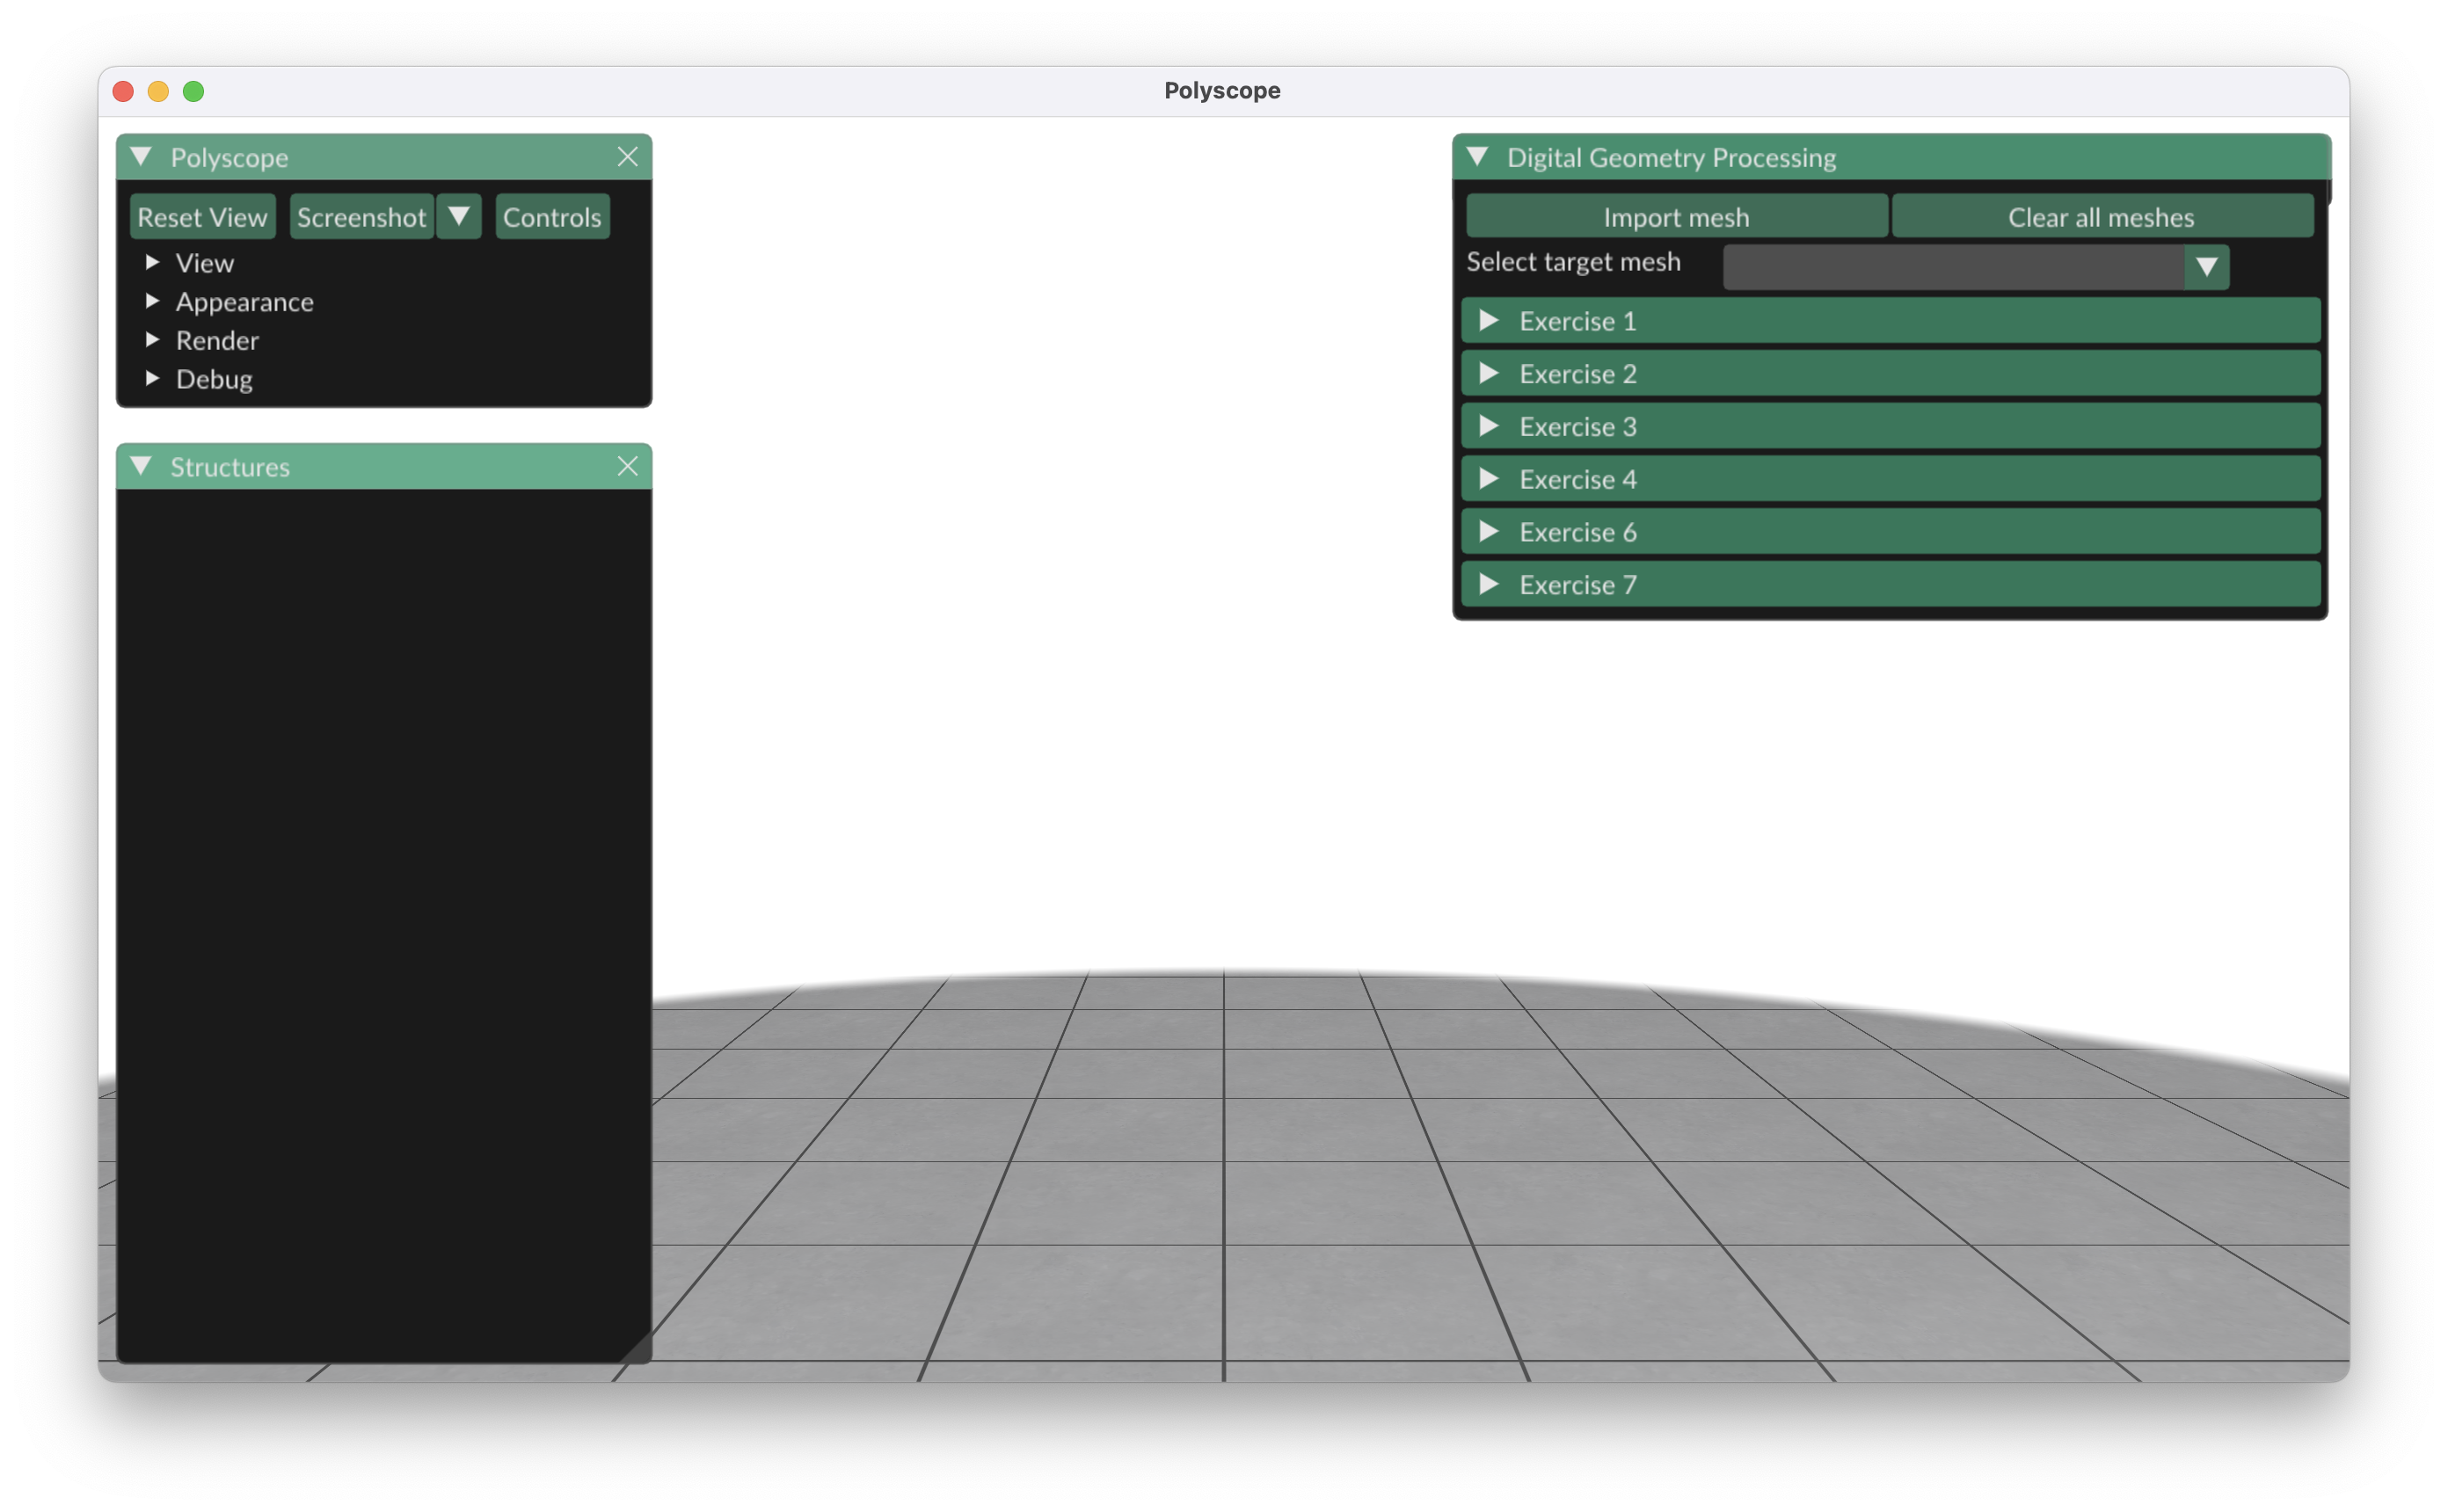 Polyscope
Polyscope
Reset View Screenshot Controls
View
Appearance
Render
Debug
Structures
Digital Geometry Processing
Import mesh Clear all meshes
Select target mesh
Exercise 1
Exercise 2
Exercise 3
Exercise 4
Exercise 6
Exercise 7